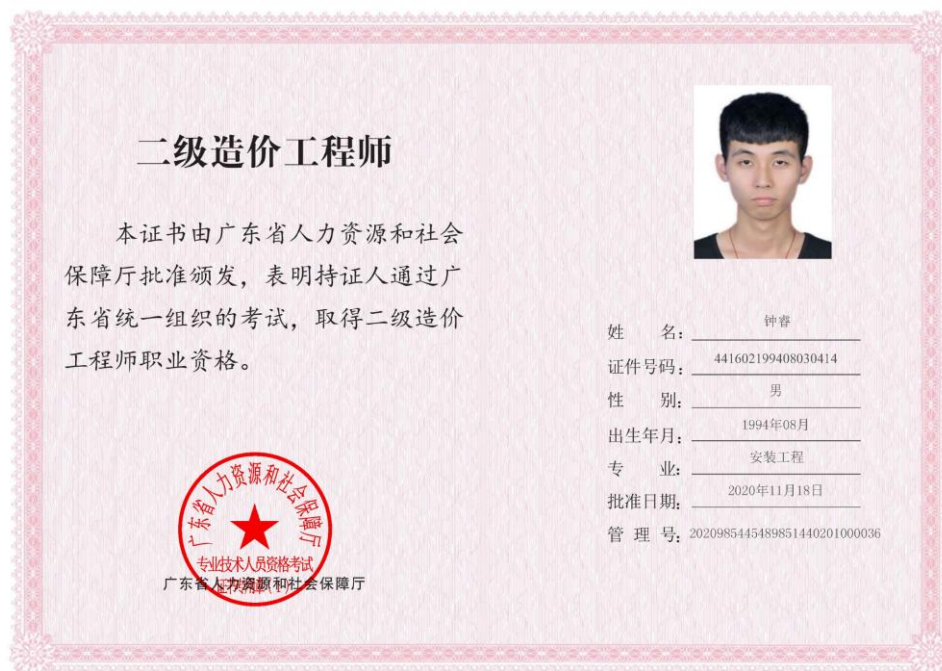 二级造价工程师
本证书由广东省人力资源和社会
保障厅批准颁发，表明持证人通过广
东省统一组织的考试，取得二级造价
工程师职业资格。
广东省人力资源和社会保障厅
专业技术人员资格考试
广东省人力资源和社会保障厅
姓 名：钟睿
证件号码：441602199408030414
性 别：男
出生年月：1994年08月
专 业：安装工程
批准日期：2020年11月18日
管 理 号：2020985445489851440201000036